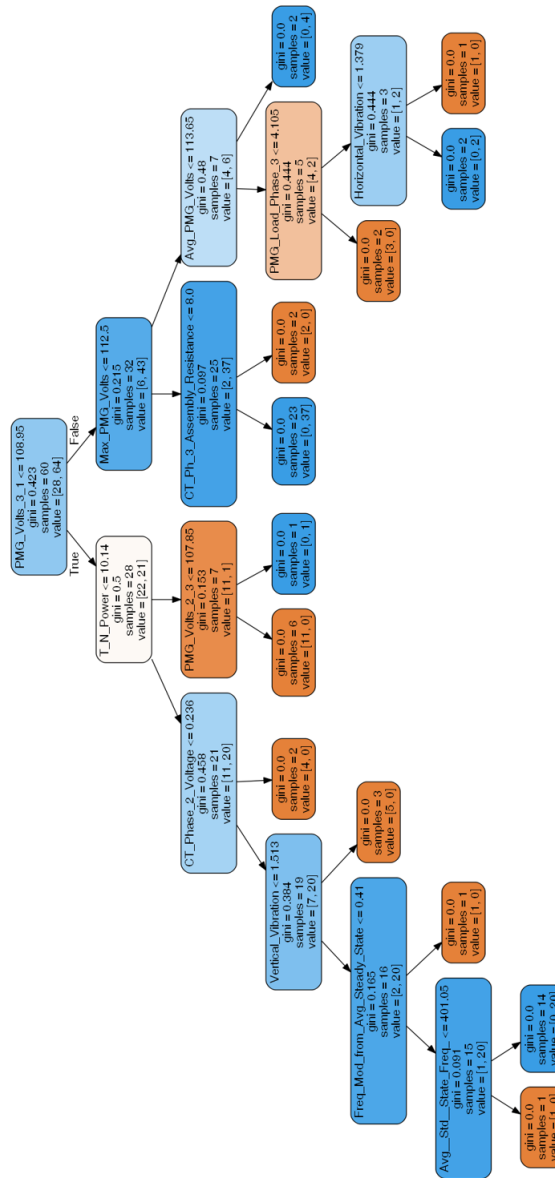 PMG_Volts_3_1 <= 108.95
gini = 0.423
samples = 60
value = [28, 64]
True
False
T_N_Power <= 10.14
gini = 0.5
samples = 28
value = [22, 21]
Max_PMG_Volts <= 112.5
gini = 0.215
samples = 32
value = [6, 43]
CT_Phase_2_Voltage <= 0.236
gini = 0.458
samples = 21
value = [11, 20]
PMG_Volts_2_3 <= 107.85
gini = 0.153
samples = 7
value = [11, 1]
CT_Ph_3_Assembly_Resistance <= 8.0
gini = 0.097
samples = 25
value = [2, 37]
Avg_PMG_Volts <= 113.65
gini = 0.48
samples = 7
value = [4, 6]
Vertical_Vibration <= 1.513
gini = 0.384
samples = 19
value = [7, 20]
gini = 0.0
samples = 2
value = [4, 0]
gini = 0.0
samples = 6
value = [11, 0]
gini = 0.0
samples = 1
value = [0, 1]
gini = 0.0
samples = 23
value = [0, 37]
gini = 0.0
samples = 2
value = [2, 0]
PMG_Load_Phase_3 <= 4.105
gini = 0.444
samples = 5
value = [4, 2]
gini = 0.0
samples = 2
value = [0, 4]
Freq_Mod_from_Avg_Steady_State <= 0.41
gini = 0.165
samples = 16
value = [2, 20]
gini = 0.0
samples = 3
value = [5, 0]
gini = 0.0
samples = 2
value = [3, 0]
Horizontal_Vibration <= 1.379
gini = 0.444
samples = 3
value = [1, 2]
Avg__Std__State_Freq_ <= 401.05
gini = 0.091
samples = 15
value = [1, 20]
gini = 0.0
samples = 1
value = [1, 0]
gini = 0.0
samples = 2
value = [0, 2]
gini = 0.0
samples = 1
value = [1, 0]
gini = 0.0
samples = 1
value = [1, 0]
gini = 0.0
samples = 14
value = [0, 20]